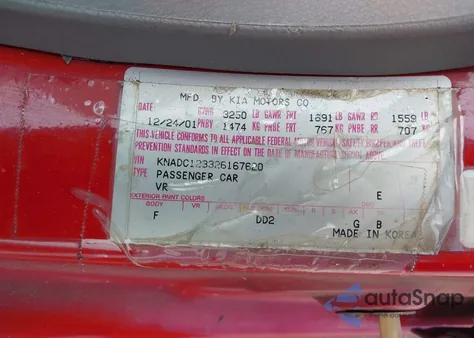 MFD. BY KIA MOTORS CO.
DATE GVWR 3250 LB GAWR FRT 1691 LB GAWR RR 1559 LB
12/24/01 PNBY 1474 KG PNBE FRT 767 KG PNBE RR 707 KG
THIS VEHICLE CONFORMS TO ALL APPLICABLE FEDERAL MOTOR VEHICLE SAFETY BUMPER AND THEFT
PREVENTION STANDARDS IN EFFECT ON THE DATE OF MANUFACTURE SHOWN ABOVE.
VIN KNADC123326167620
TYPE PASSENGER CAR
VR E
EXTERIOR PAINT COLORS
BODY VR R S AX
F DD2 G B
MADE IN KOREA
autoSnap